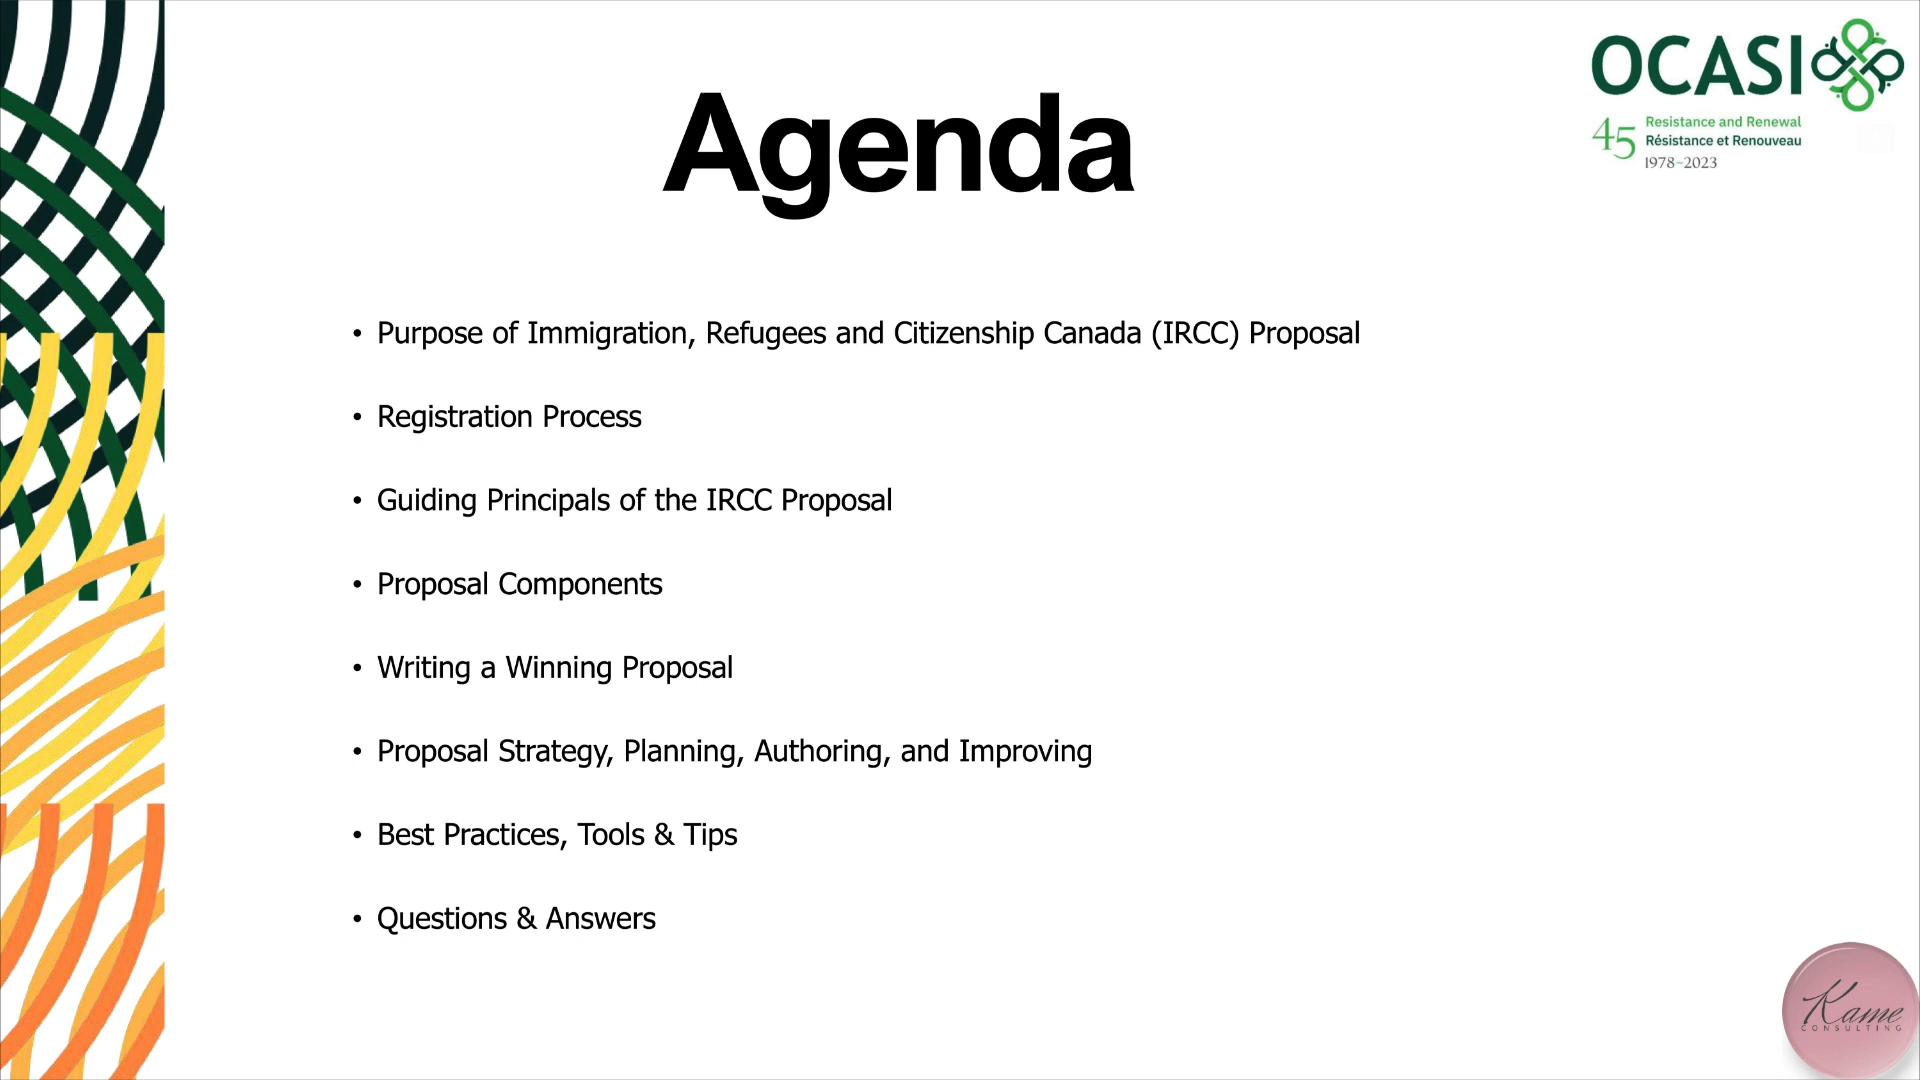 Agenda
OCASI
45
Resistance and Renewal
Résistance et Renouveau
1978–2023
• Purpose of Immigration, Refugees and Citizenship Canada (IRCC) Proposal
• Registration Process
• Guiding Principals of the IRCC Proposal
• Proposal Components
• Writing a Winning Proposal
• Proposal Strategy, Planning, Authoring, and Improving
• Best Practices, Tools & Tips
• Questions & Answers
Kame
CONSULTING